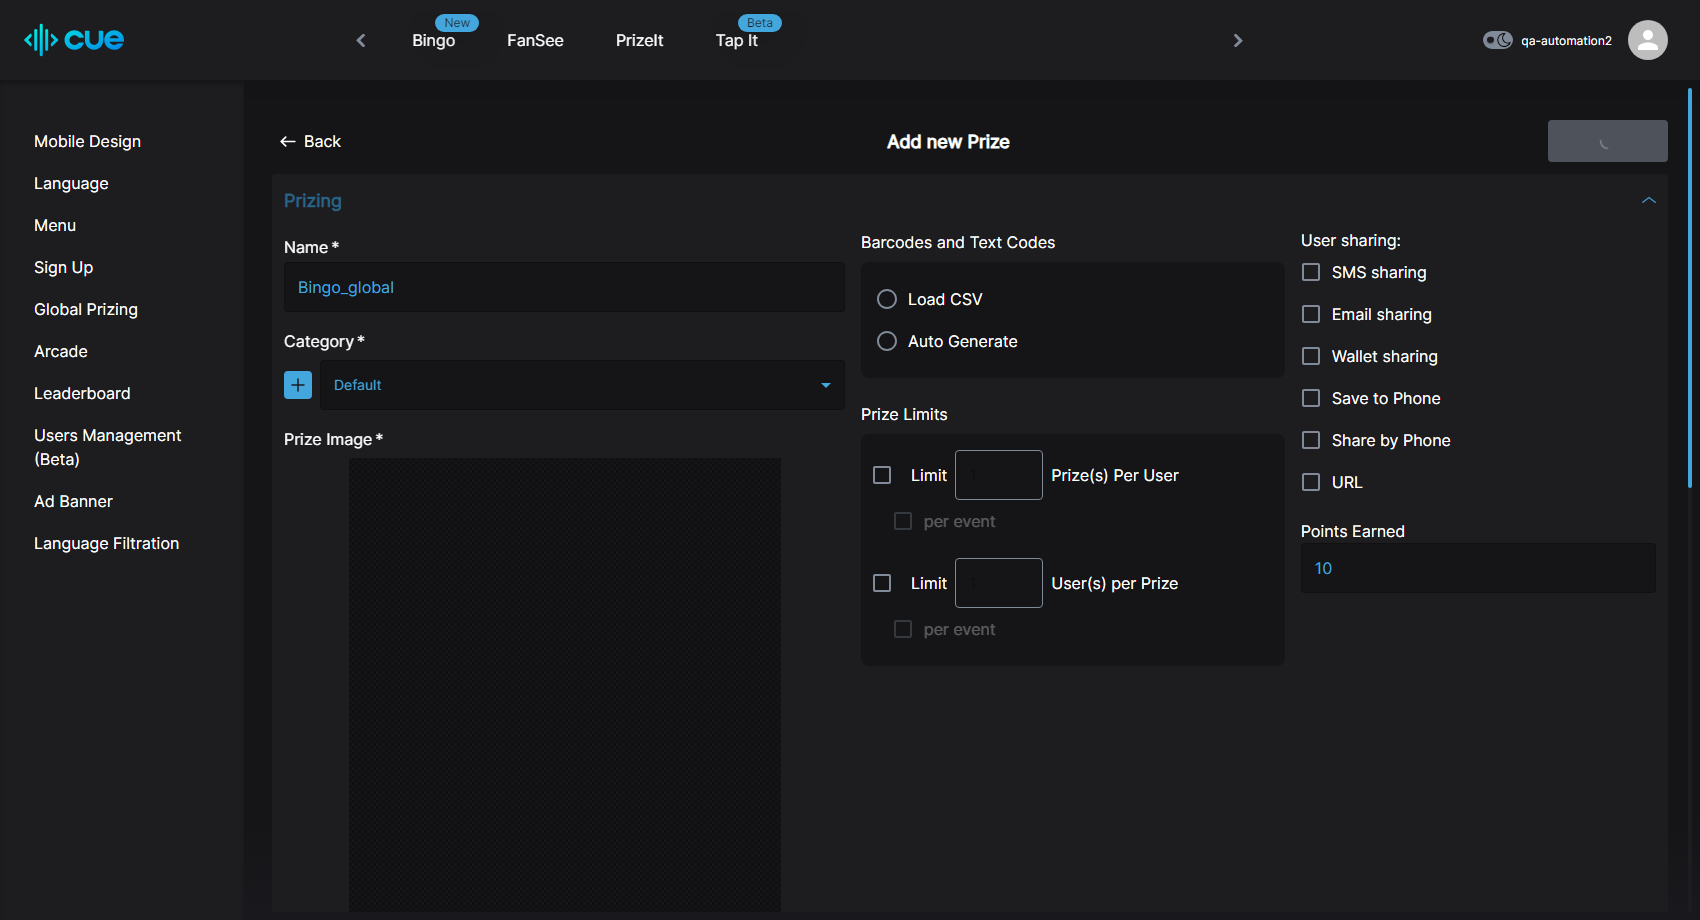 cue
New
Bingo
FanSee
PrizeIt
Beta
Tap It
qa-automation2
Mobile Design
Language
Menu
Sign Up
Global Prizing
Arcade
Leaderboard
Users Management
(Beta)
Ad Banner
Language Filtration
Back
Add new Prize
Prizing
Name*
Bingo_global
Category*
Default
Prize Image*
Barcodes and Text Codes
Load CSV
Auto Generate
Prize Limits
Limit 1 Prize(s) Per User
per event
Limit 1 User(s) per Prize
per event
User sharing:
SMS sharing
Email sharing
Wallet sharing
Save to Phone
Share by Phone
URL
Points Earned
10